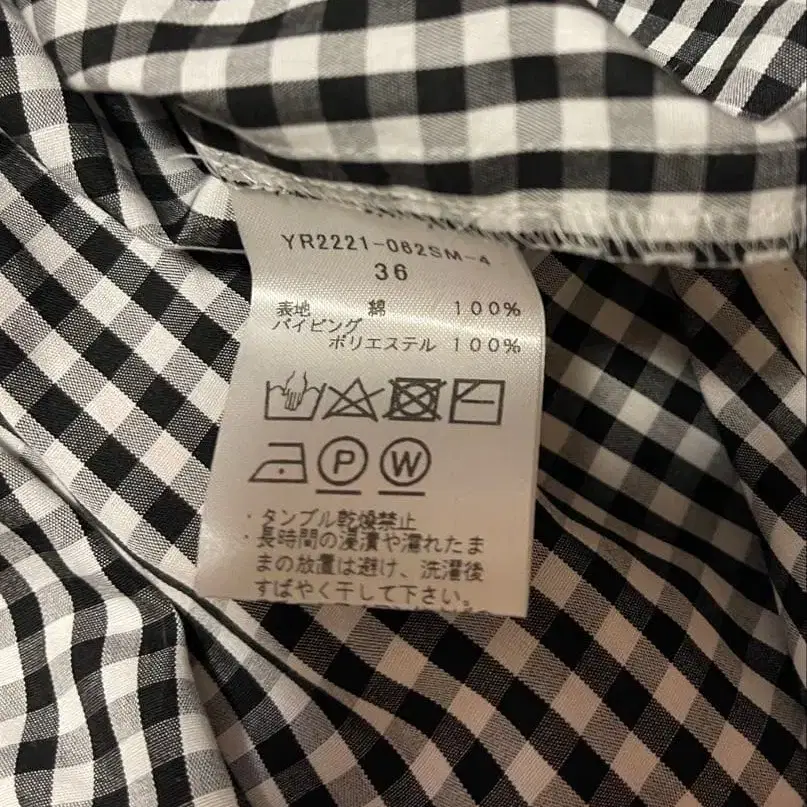 YR2221-062SM-4
36
表地 綿 100%
パイピング
ポリエステル 100%
P W
・タンブル乾燥禁止
・長時間の浸漬や濡れたま
まの放置は避け、洗濯後
すばやく干して下さい。